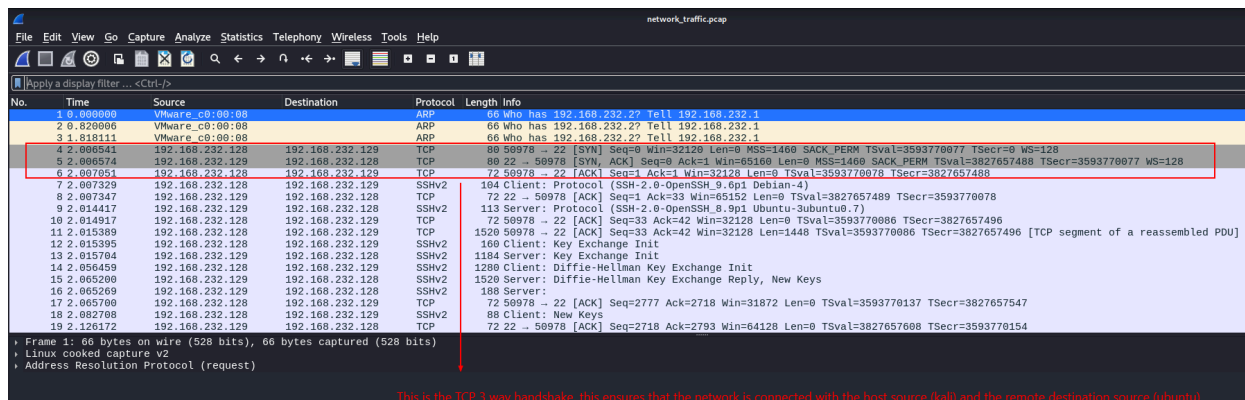 network_traffic.pcap
File Edit View Go Capture Analyze Statistics Telephony Wireless Tools Help
Apply a display filter ... <Ctrl-/>
No. Time Source Destination Protocol Length Info
1 0.000000 VMware_c0:00:08 ARP 66 Who has 192.168.232.2? Tell 192.168.232.1
2 0.820006 VMware_c0:00:08 ARP 66 Who has 192.168.232.2? Tell 192.168.232.1
3 1.818111 VMware_c0:00:08 ARP 66 Who has 192.168.232.2? Tell 192.168.232.1
4 2.006541 192.168.232.128 192.168.232.129 TCP 80 50978 → 22 [SYN] Seq=0 Win=32120 Len=0 MSS=1460 SACK_PERM TSval=3593770077 TSecr=0 WS=128
5 2.006574 192.168.232.129 192.168.232.128 TCP 80 22 → 50978 [SYN, ACK] Seq=0 Ack=1 Win=65160 Len=0 MSS=1460 SACK_PERM TSval=3827657488 TSecr=3593770077 WS=128
6 2.007051 192.168.232.128 192.168.232.129 TCP 72 50978 → 22 [ACK] Seq=1 Ack=1 Win=32128 Len=0 TSval=3593770078 TSecr=3827657488
7 2.007329 192.168.232.128 192.168.232.129 SSHv2 104 Client: Protocol (SSH-2.0-OpenSSH_9.6p1 Debian-4)
8 2.007347 192.168.232.129 192.168.232.128 TCP 72 22 → 50978 [ACK] Seq=1 Ack=33 Win=65152 Len=0 TSval=3827657489 TSecr=3593770078
9 2.014417 192.168.232.129 192.168.232.128 SSHv2 113 Server: Protocol (SSH-2.0-OpenSSH_8.9p1 Ubuntu-3ubuntu0.7)
10 2.014917 192.168.232.128 192.168.232.129 TCP 72 50978 → 22 [ACK] Seq=33 Ack=42 Win=32128 Len=0 TSval=3593770086 TSecr=3827657496
11 2.015389 192.168.232.128 192.168.232.129 TCP 1520 50978 → 22 [ACK] Seq=33 Ack=42 Win=32128 Len=1448 TSval=3593770086 TSecr=3827657496 [TCP segment of a reassembled PDU]
12 2.015395 192.168.232.128 192.168.232.129 SSHv2 160 Client: Key Exchange Init
13 2.015704 192.168.232.129 192.168.232.128 SSHv2 1184 Server: Key Exchange Init
14 2.056459 192.168.232.128 192.168.232.129 SSHv2 1280 Client: Diffie-Hellman Key Exchange Init
15 2.065200 192.168.232.129 192.168.232.128 SSHv2 1520 Server: Diffie-Hellman Key Exchange Reply, New Keys
16 2.065269 192.168.232.129 192.168.232.128 SSHv2 188 Server:
17 2.065700 192.168.232.128 192.168.232.129 TCP 72 50978 → 22 [ACK] Seq=2777 Ack=2718 Win=31872 Len=0 TSval=3593770137 TSecr=3827657547
18 2.082708 192.168.232.128 192.168.232.129 SSHv2 88 Client: New Keys
19 2.126172 192.168.232.129 192.168.232.128 TCP 72 22 → 50978 [ACK] Seq=2718 Ack=2793 Win=64128 Len=0 TSval=3827657608 TSecr=3593770154
Frame 1: 66 bytes on wire (528 bits), 66 bytes captured (528 bits)
Linux cooked capture v2
Address Resolution Protocol (request)
This is the TCP 3 way handshake, this ensures that the network is connected with the host source (kali) and the remote destination source (ubuntu)